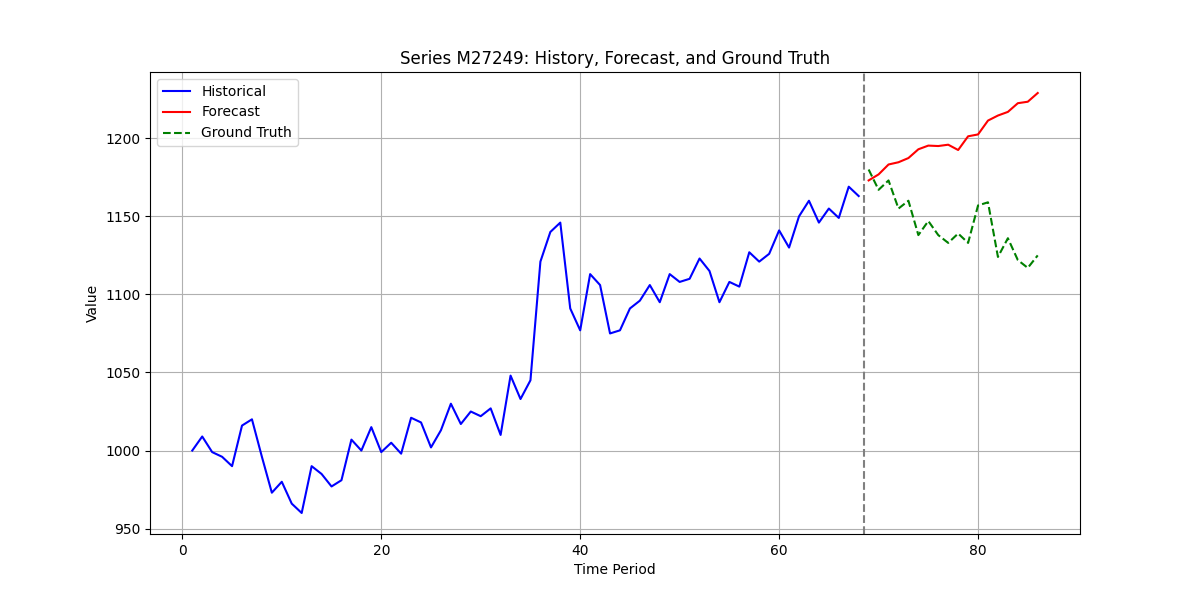 Series M27249: History, Forecast, and Ground Truth
Historical
Forecast
Ground Truth
Value
1200
1150
1100
1050
1000
950
0
20
40
60
80
Time Period